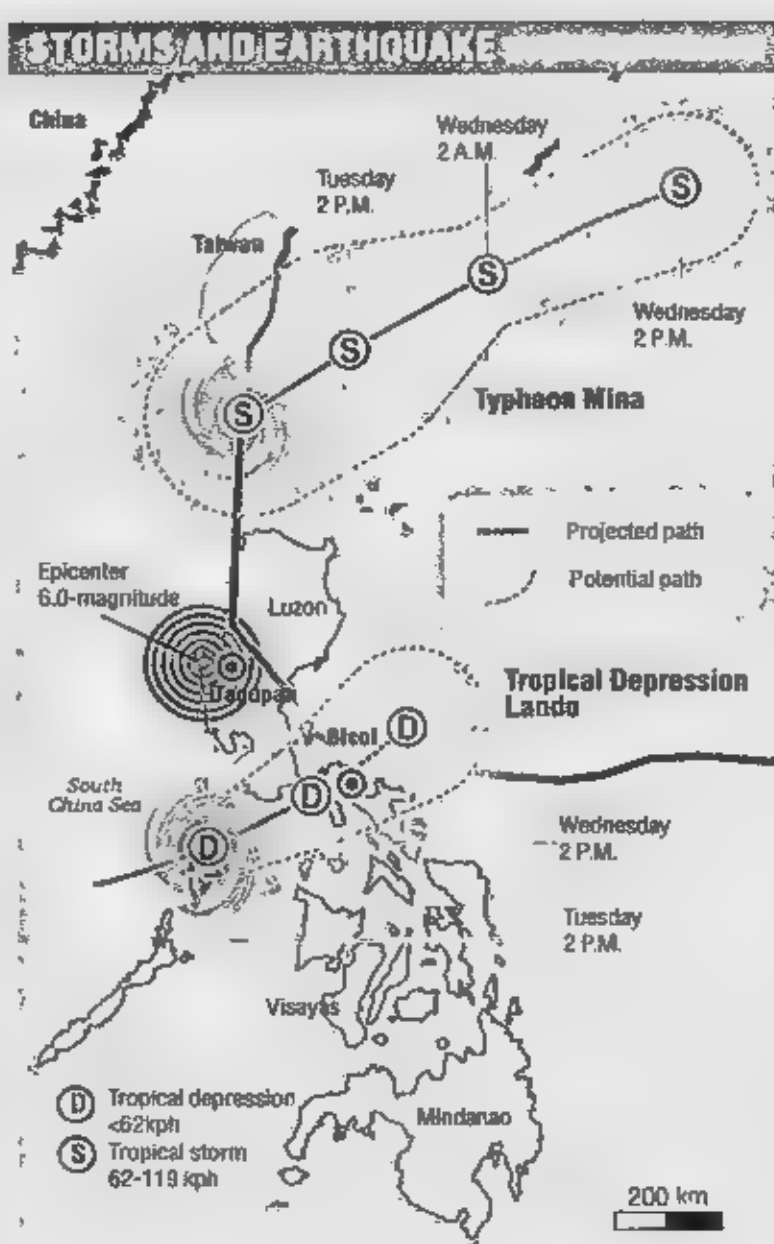 STORMS AND EARTHQUAKE
China
Wednesday
2 A.M.
Tuesday
2 P.M.
S
Taiwan
S
Wednesday
2 P.M.
S
S
Typhoon Mina
Projected path
Potential path
Epicenter
6.0-magnitude
Luzon
Dagupan
Tropical Depression
Lando
D
Bicol
South
China Sea
D
D
Wednesday
2 P.M.
Tuesday
2 P.M.
Visayas
D Tropical depression
<62kph
S Tropical storm
62-119 kph
Mindanao
200 km